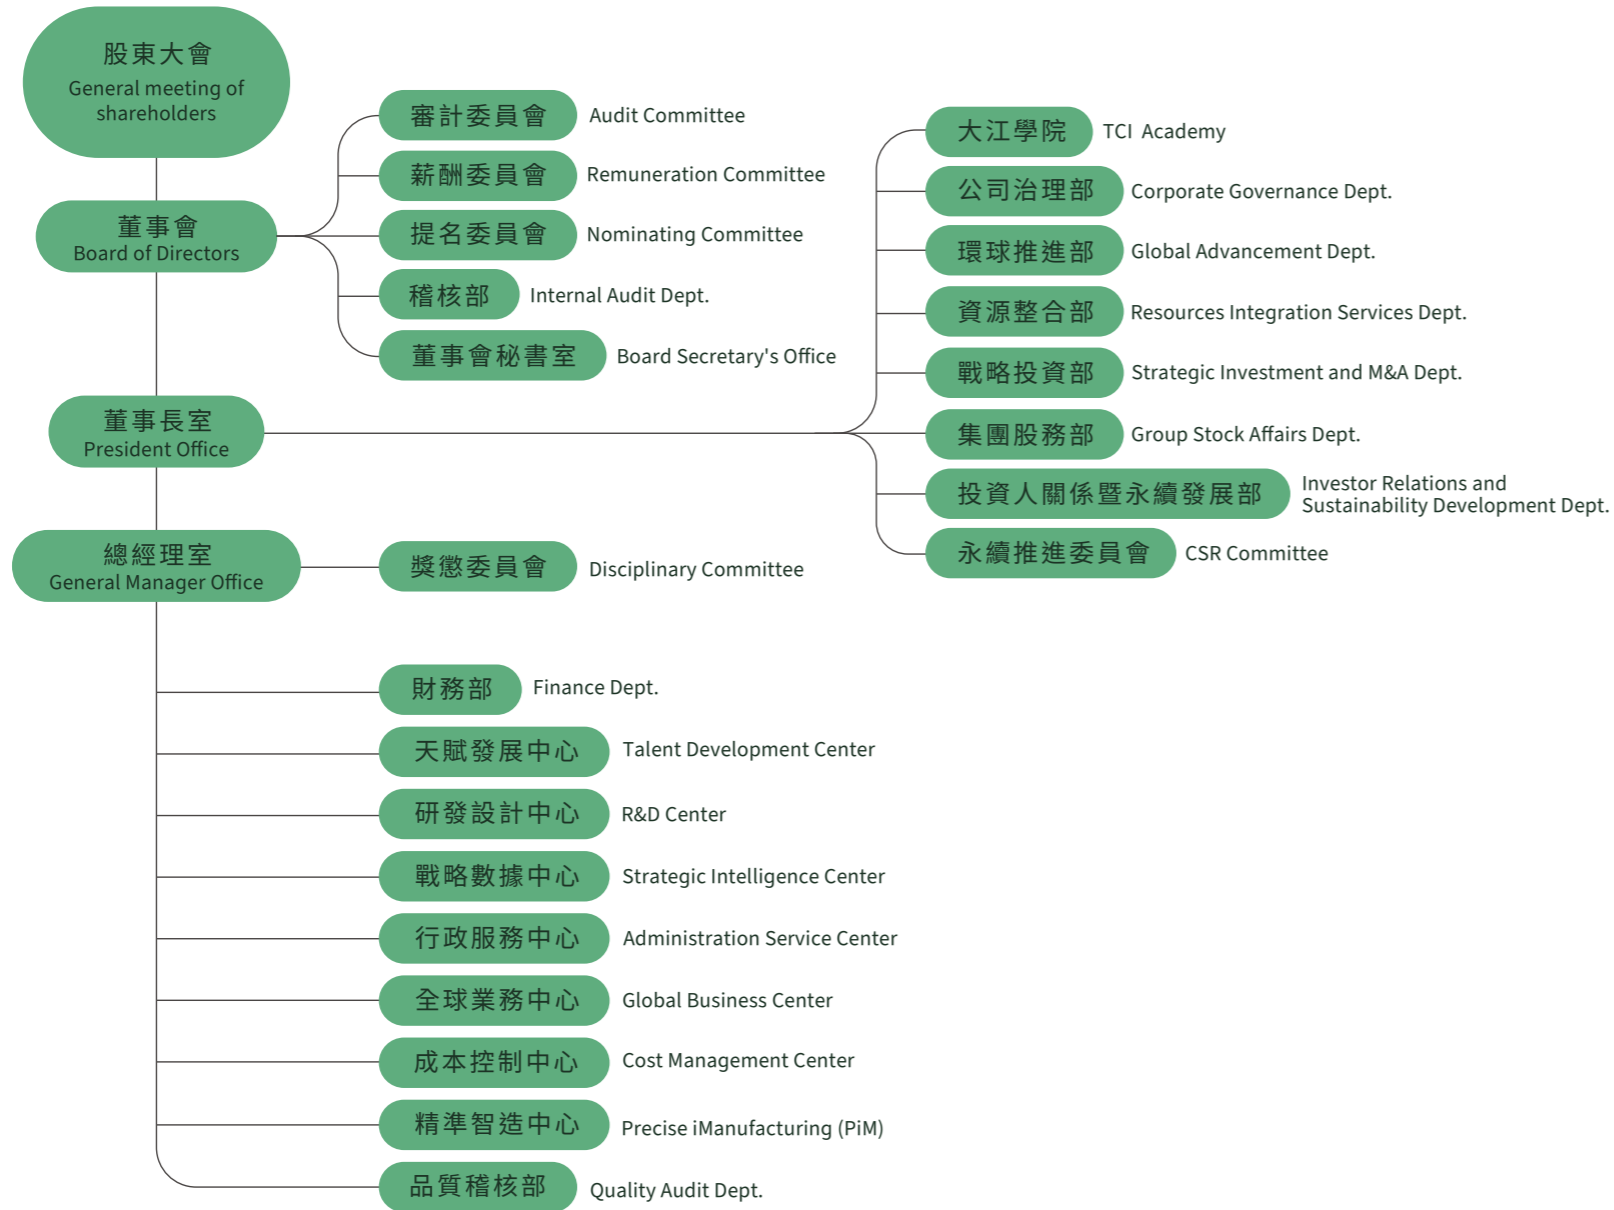 股東大會
General meeting of
shareholders
董事會
Board of Directors
審計委員會 Audit Committee
薪酬委員會 Remuneration Committee
提名委員會 Nominating Committee
稽核部 Internal Audit Dept.
董事會秘書室 Board Secretary's Office
董事長室
President Office
大江學院 TCI Academy
公司治理部 Corporate Governance Dept.
環球推進部 Global Advancement Dept.
資源整合部 Resources Integration Services Dept.
戰略投資部 Strategic Investment and M&A Dept.
集團股務部 Group Stock Affairs Dept.
投資人關係暨永續發展部 Investor Relations and
Sustainability Development Dept.
永續推進委員會 CSR Committee
總經理室
General Manager Office
獎懲委員會 Disciplinary Committee
財務部 Finance Dept.
天賦發展中心 Talent Development Center
研發設計中心 R&D Center
戰略數據中心 Strategic Intelligence Center
行政服務中心 Administration Service Center
全球業務中心 Global Business Center
成本控制中心 Cost Management Center
精準智造中心 Precise iManufacturing (PiM)
品質稽核部 Quality Audit Dept.